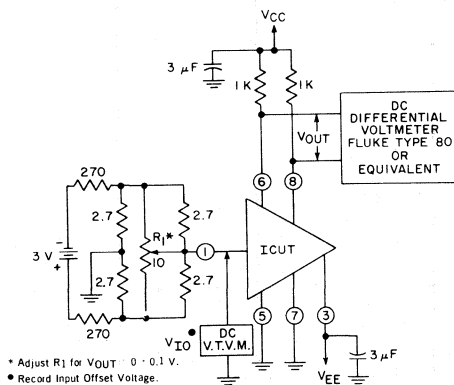 VCC
3 µF
1K
1K
DC
DIFFERENTIAL
VOLTMETER
FLUKE TYPE 80
OR
EQUIVALENT
VOUT
6
8
270
2.7
R1*
10
2.7
1
ICUT
3 V
-
+
2.7
2.7
270
VIO
DC
V.T.V.M.
5
7
3
3 µF
VEE
* Adjust R1 for VOUT 0 · 0.1 V.
● Record Input Offset Voltage.